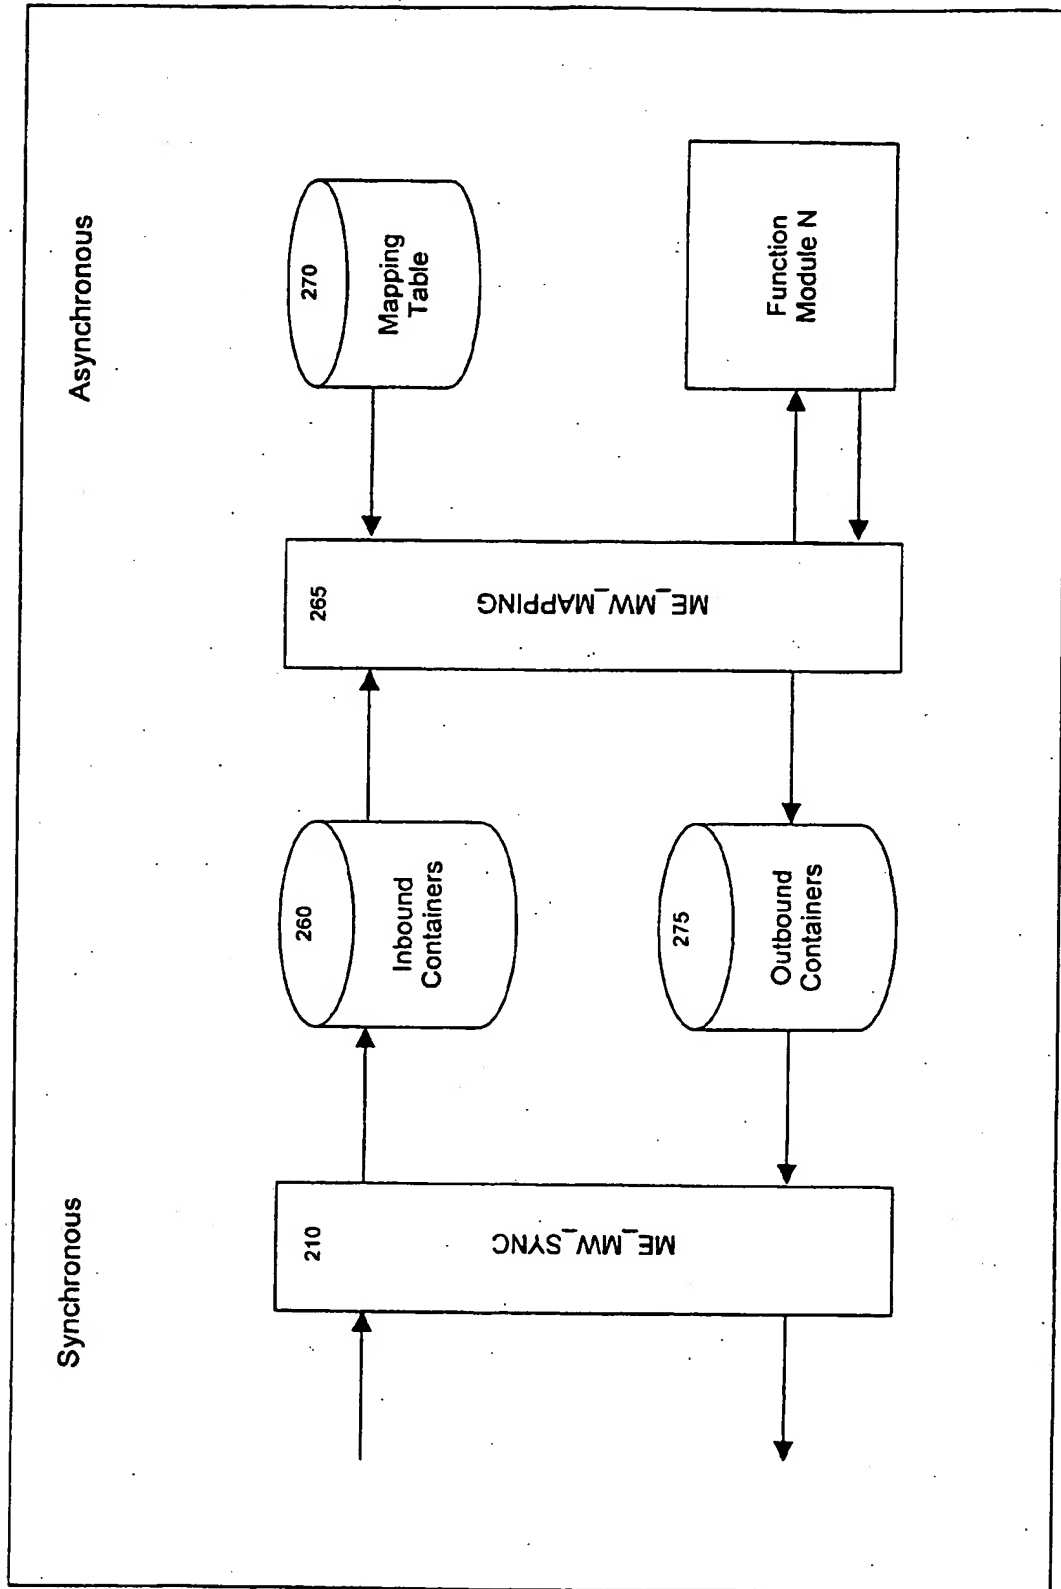 Synchronous
Asynchronous
210
ME_MW_SYNC
260
Inbound
Containers
265
ME_MW_MAPPING
270
Mapping
Table
275
Outbound
Containers
Function
Module N